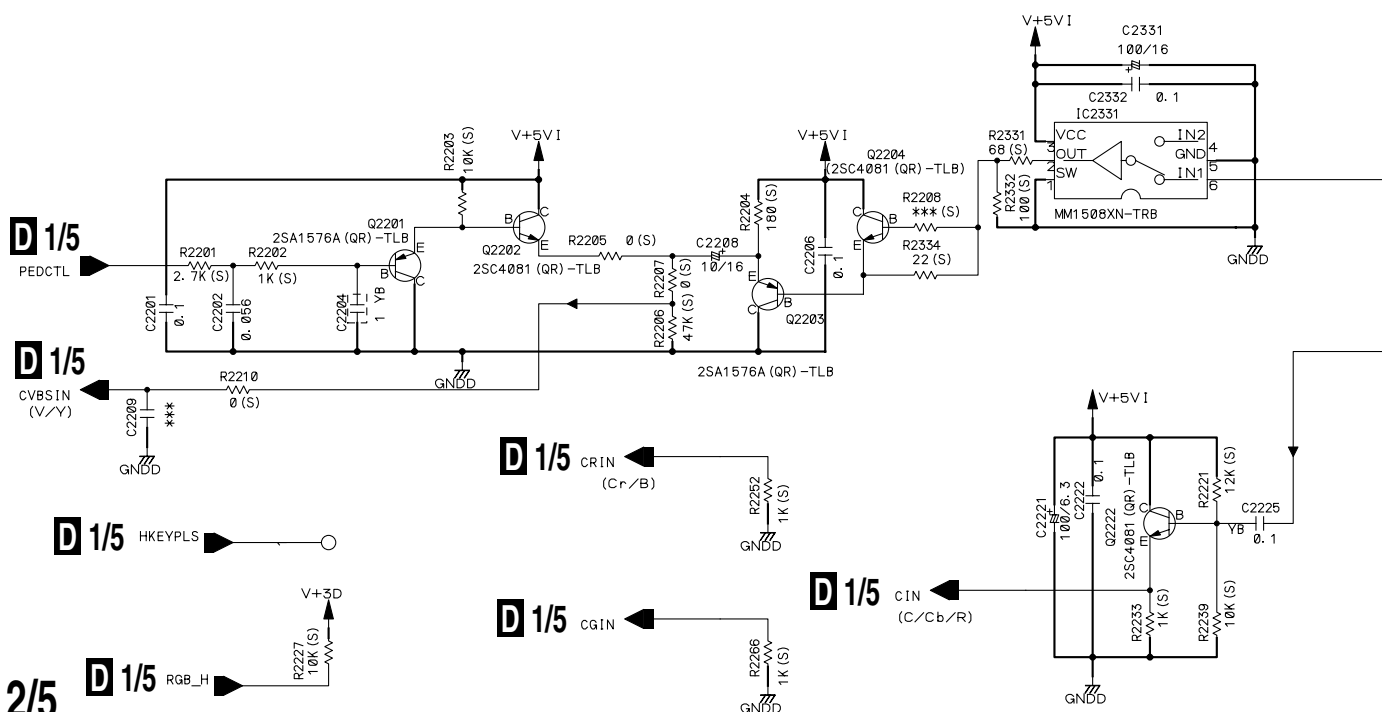 V+5VI
C2331
100/16
+
C2332
0.1
IC2331
VCC
IN2
3
OUT
GND
4
2
SW
5
1
IN1
6
MM1508XN-TRB
GNDD
R2331
68(S)
R2332
100(S)
R2203
10K(S)
V+5VI
V+5VI
Q2204
(2SC4081(QR)-TLB)
C
B
E
R2208
***(S)
R2334
22(S)
R2204
180(S)
C2206
0.1
D 1/5
PEDCTL
R2201
2.7K(S)
R2202
1K(S)
Q2201
2SA1576A(QR)-TLB
B
E
C
B
C
E
Q2202
2SC4081(QR)-TLB
R2205
0(S)
C2208
+
10/16
R2207
0(S)
R2206
47K(S)
E
B
C
Q2203
2SA1576A(QR)-TLB
C2201
0.1
C2202
0.056
C2204
1 YB
GNDD
D 1/5
CVBSIN
(V/Y)
R2210
0(S)
C2209
***
GNDD
D 1/5 CRIN
(Cr/B)
R2252
1K(S)
GNDD
V+5VI
C2221
+
100/6.3
C2222
0.1
Q2222
2SC4081(QR)-TLB
C
B
E
R2221
12K(S)
C2225
YB
0.1
D 1/5 HKEYPLS
D 1/5 CIN
(C/Cb/R)
R2233
1K(S)
R2239
10K(S)
GNDD
V+3D
R2227
10K(S)
D 1/5 CGIN
R2266
1K(S)
GNDD
D 1/5 RGB_H
2/5